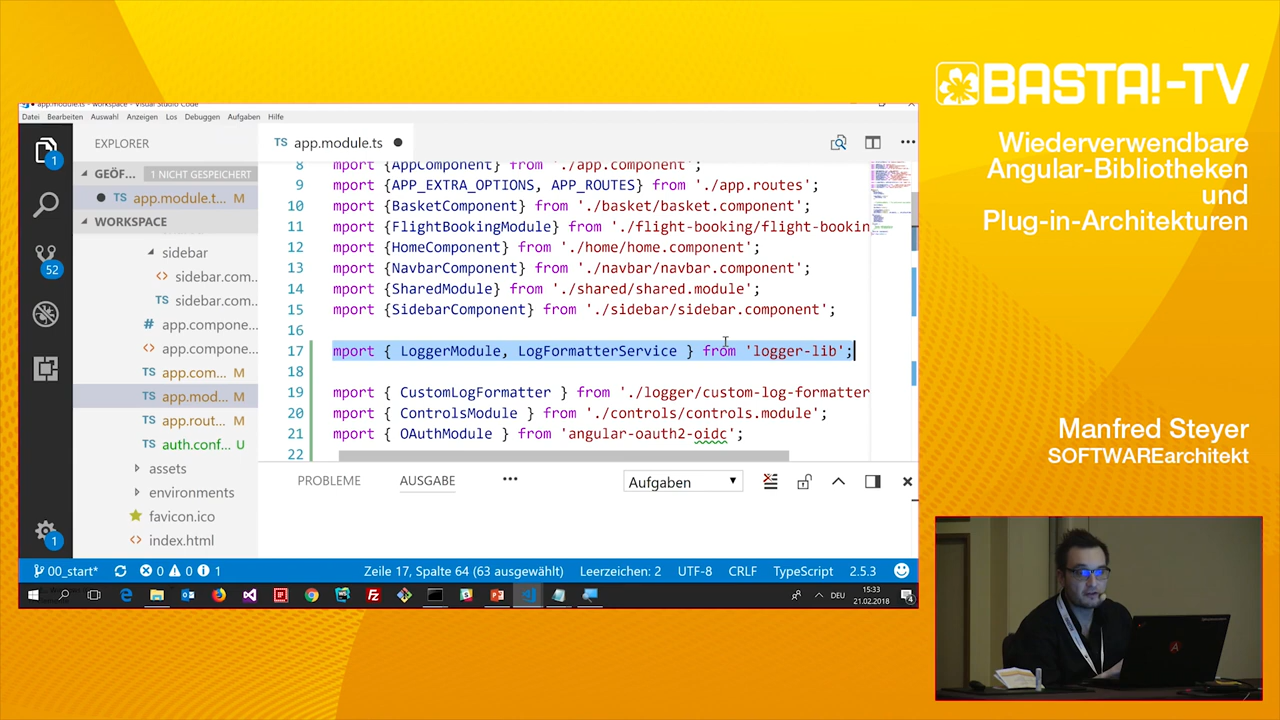 BASTA!-TV
Wiederverwendbare
Angular-Bibliotheken
und
Plug-in-Architekturen
Manfred Steyer
SOFTWAREarchitekt
app.module.ts - workspace - Visual Studio Code
Datei Bearbeiten Auswahl Anzeigen Los Debuggen Aufgaben Hilfe
EXPLORER
GEÖF... 1 NICHT GESPEICHERT
app.module.t... M
WORKSPACE
sidebar
sidebar.com...
sidebar.com...
app.compone...
app.compone...
app.com... M
app.mod... M
app.rout... M
auth.conf... U
assets
environments
favicon.ico
index.html
1
52
1
TS app.module.ts
8 mport {AppComponent} from './app.component';
9 mport {APP_EXTRA_OPTIONS, APP_ROUTES} from './app.routes';
10 mport {BasketComponent} from './basket/basket.component';
11 mport {FlightBookingModule} from './flight-booking/flight-bookin
12 mport {HomeComponent} from './home/home.component';
13 mport {NavbarComponent} from './navbar/navbar.component';
14 mport {SharedModule} from './shared/shared.module';
15 mport {SidebarComponent} from './sidebar/sidebar.component';
16
17 mport { LoggerModule, LogFormatterService } from 'logger-lib';
18
19 mport { CustomLogFormatter } from './logger/custom-log-formatter
20 mport { ControlsModule } from './controls/controls.module';
21 mport { OAuthModule } from 'angular-oauth2-oidc';
22
PROBLEME AUSGABE ••• Aufgaben
00_start* 0 0 1 Zeile 17, Spalte 64 (63 ausgewählt) Leerzeichen: 2 UTF-8 CRLF TypeScript 2.5.3
DEU 15:33
21.02.2018